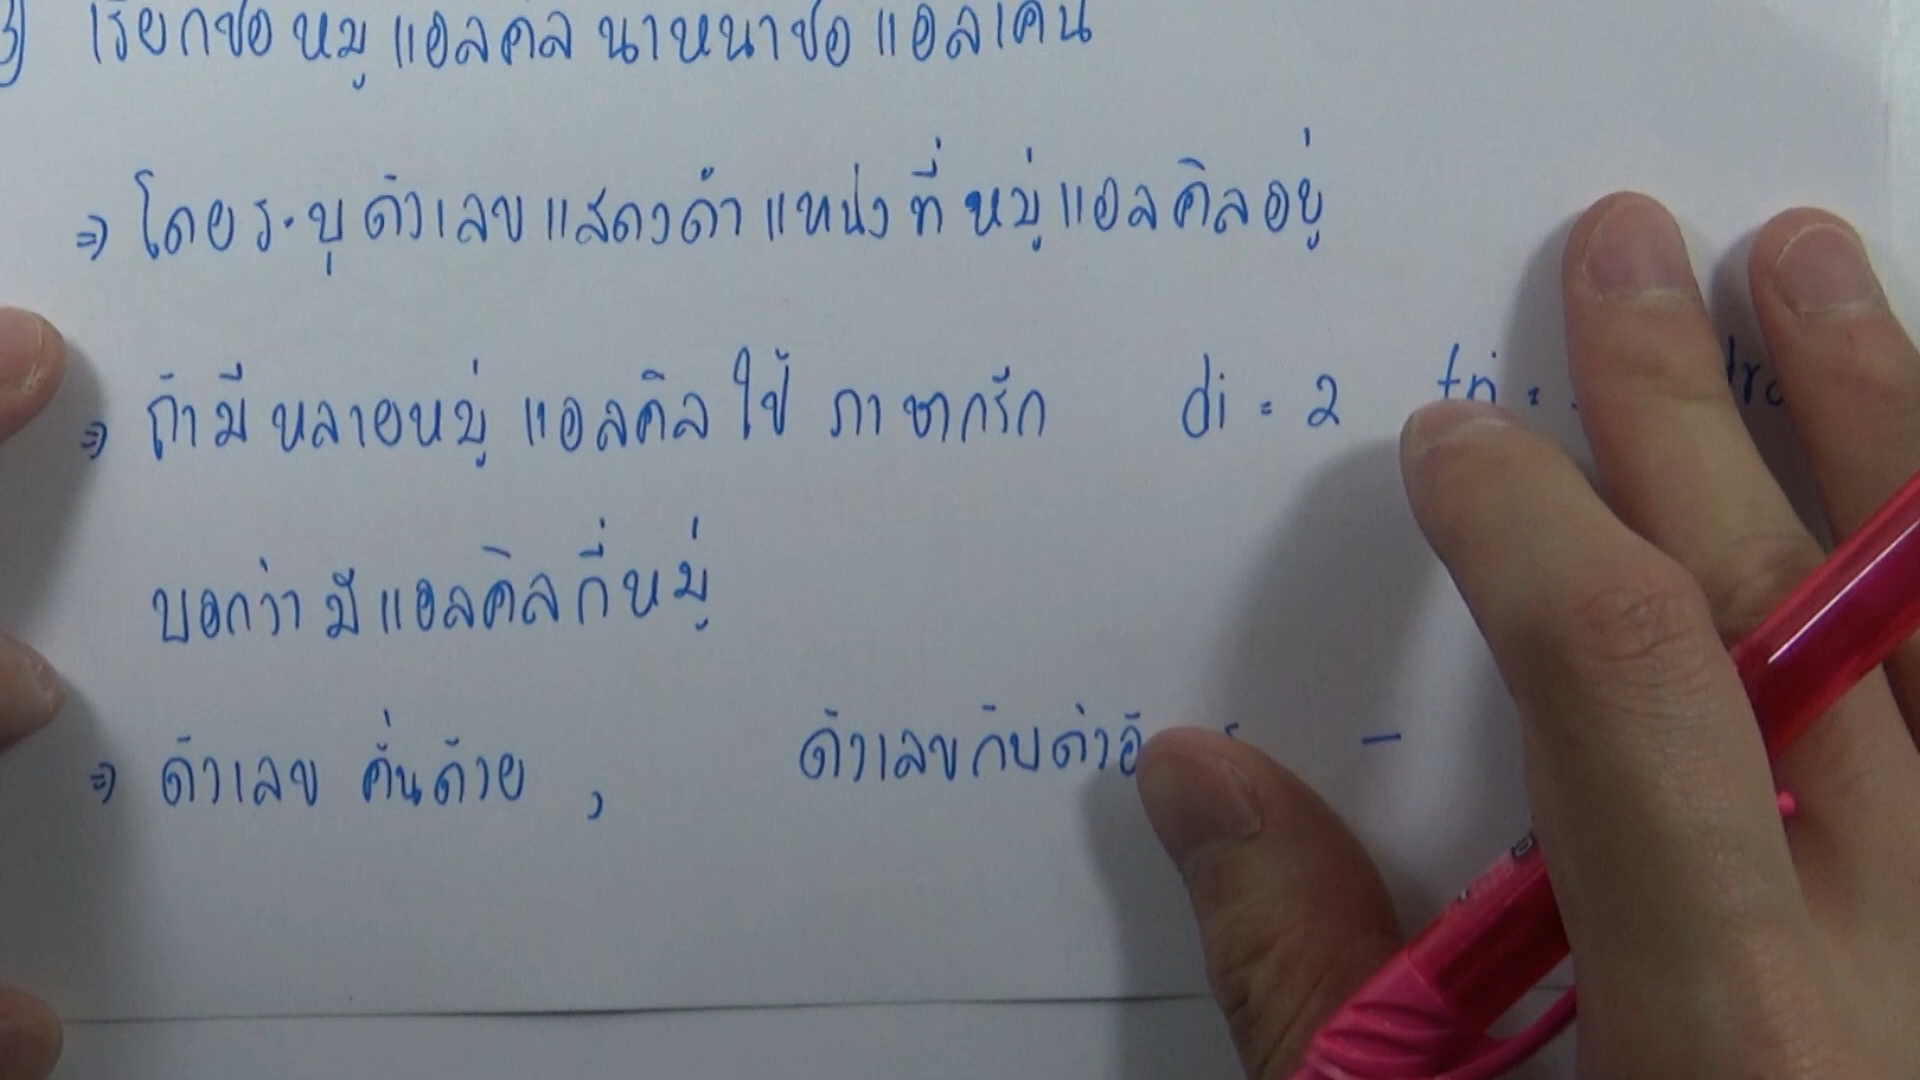 3) เรียกชื่อ หมู่ แอลคิล นำหน้าชื่อ แอลเคน
⇒ โดยระบุตัวเลขแสดงตำแหน่งที่ หมู่แอลคิลอยู่
⇒ ถ้ามี หลายหมู่ แอลคิล ใช้ ภาษากรีก di = 2 tri =
บอกว่า มี แอลคิล กี่หมู่
⇒ ตัวเลข คั่นด้วย , ตัวเลขกับ -